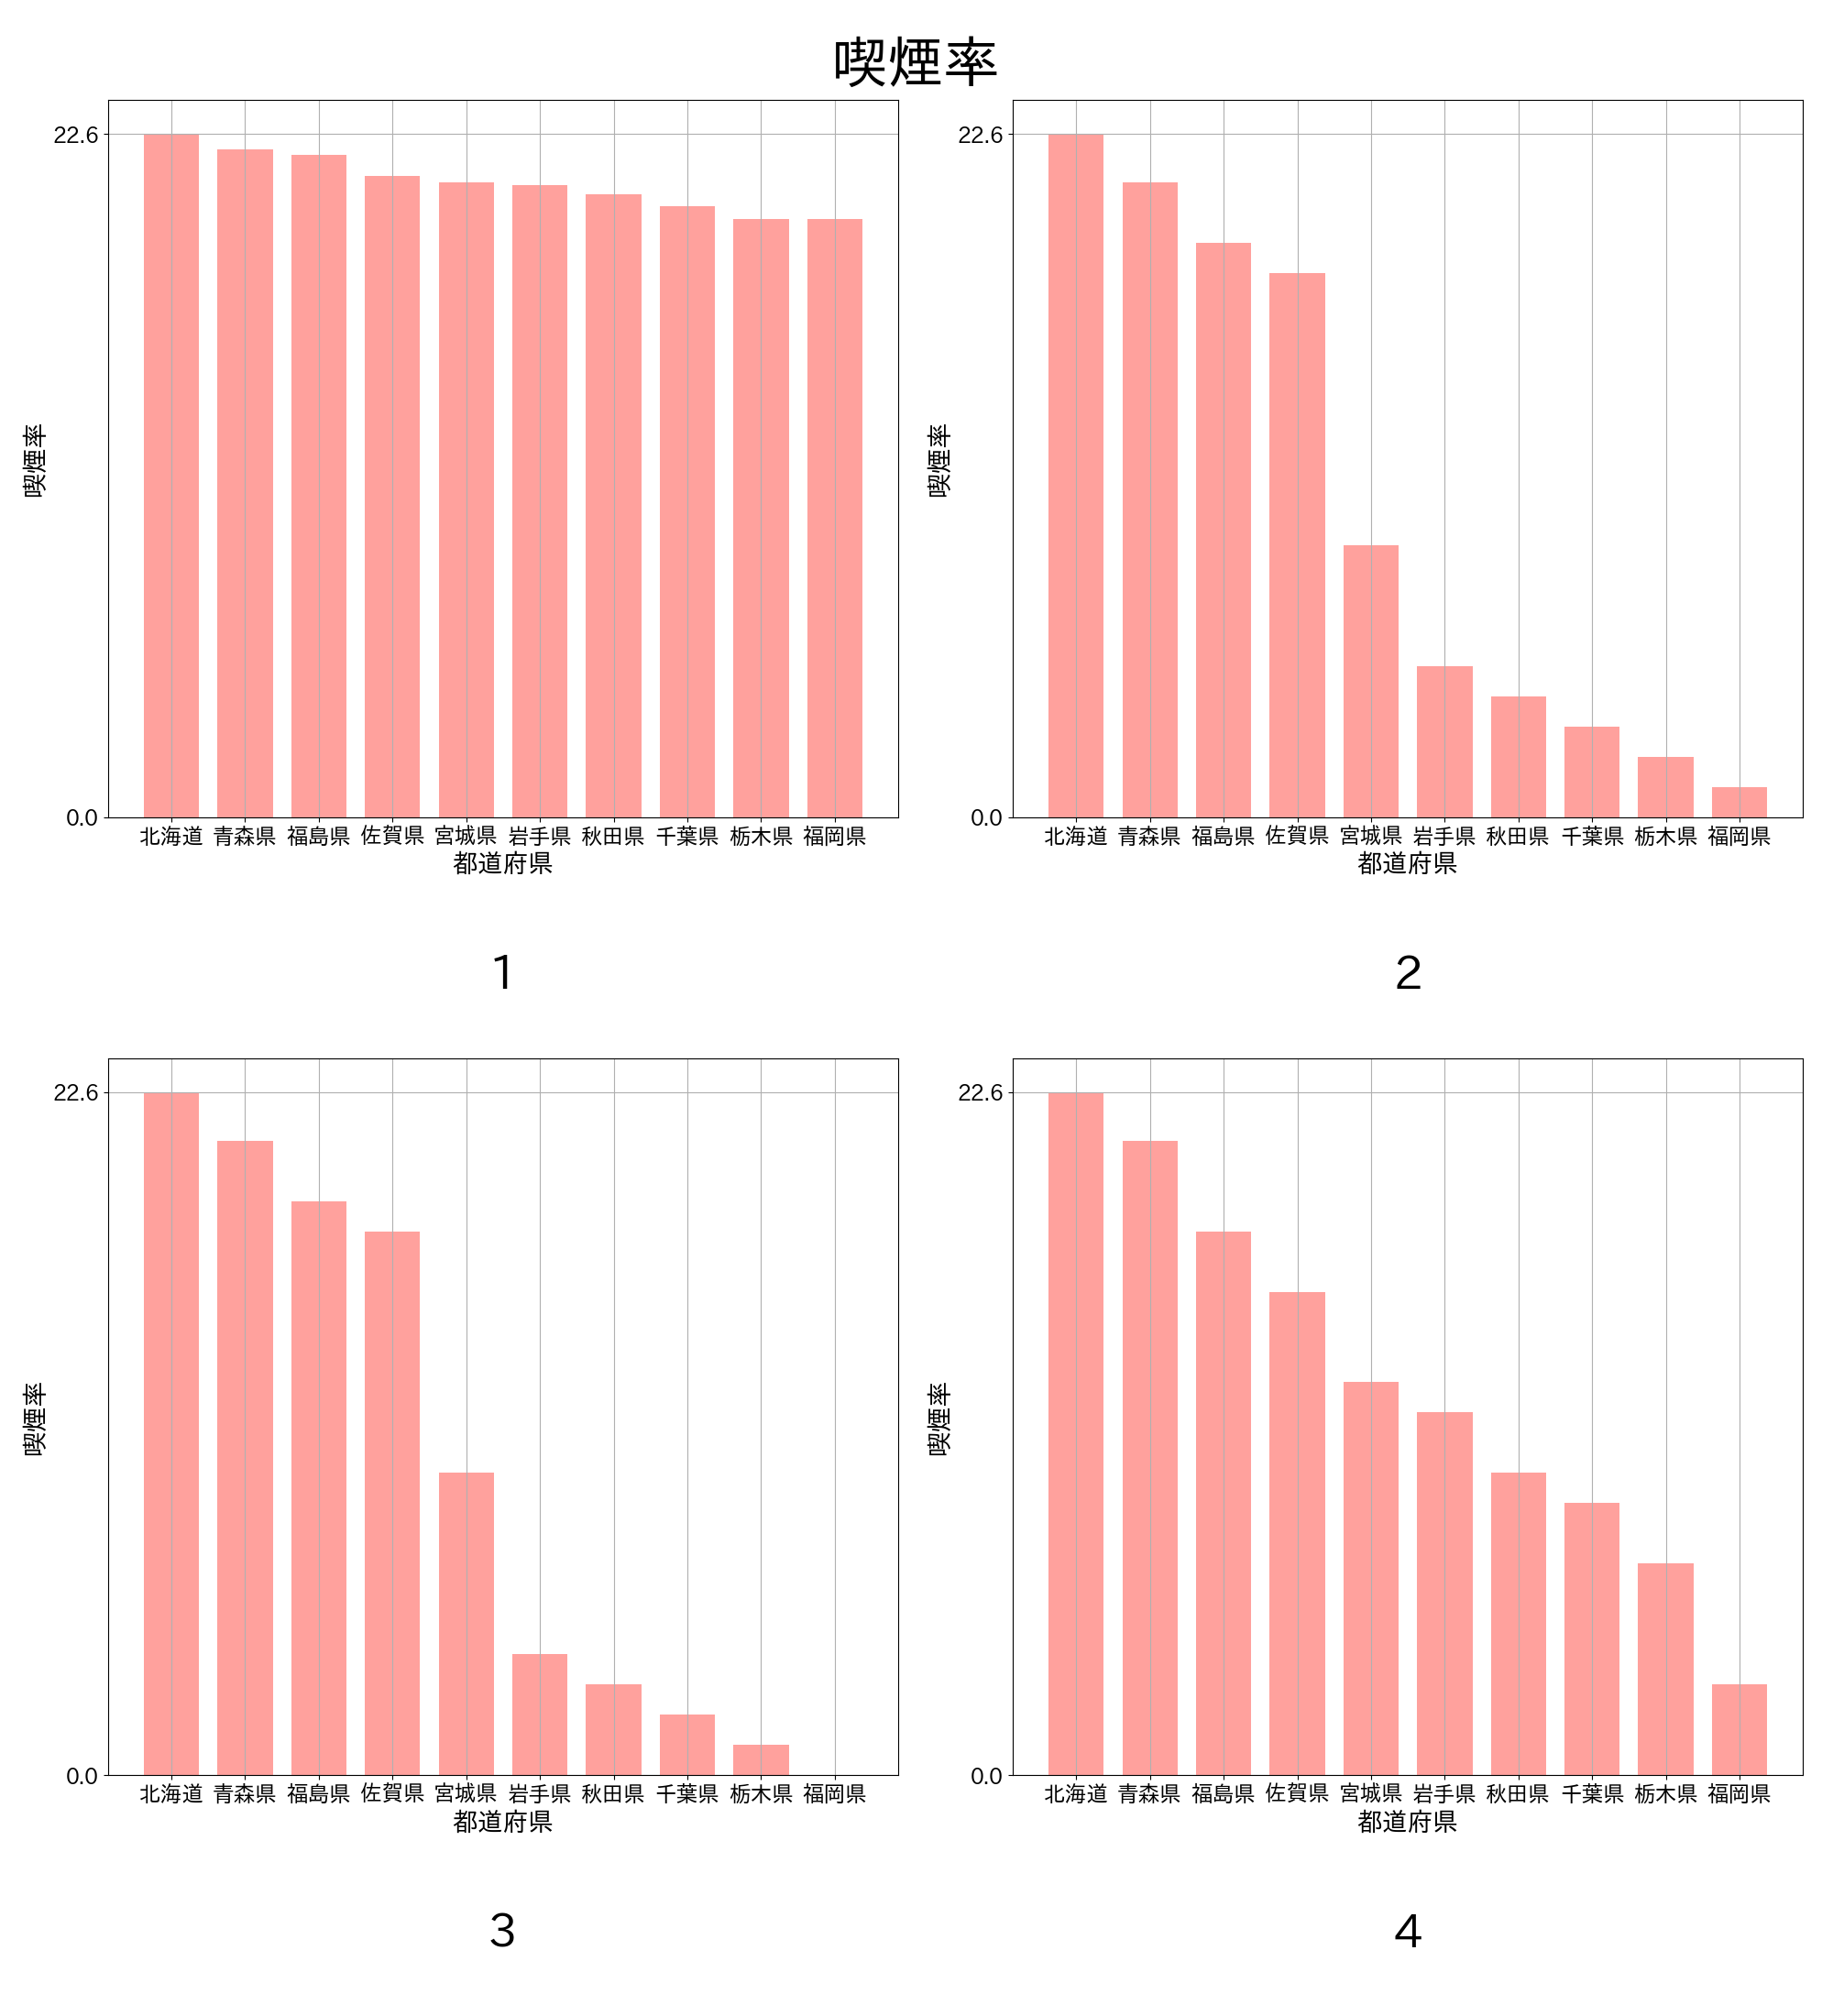 喫煙率
22.6
0.0
喫煙率
北海道 青森県 福島県 佐賀県 宮城県 岩手県 秋田県 千葉県 栃木県 福岡県
都道府県
1
22.6
0.0
喫煙率
北海道 青森県 福島県 佐賀県 宮城県 岩手県 秋田県 千葉県 栃木県 福岡県
都道府県
2
22.6
0.0
喫煙率
北海道 青森県 福島県 佐賀県 宮城県 岩手県 秋田県 千葉県 栃木県 福岡県
都道府県
3
22.6
0.0
喫煙率
北海道 青森県 福島県 佐賀県 宮城県 岩手県 秋田県 千葉県 栃木県 福岡県
都道府県
4